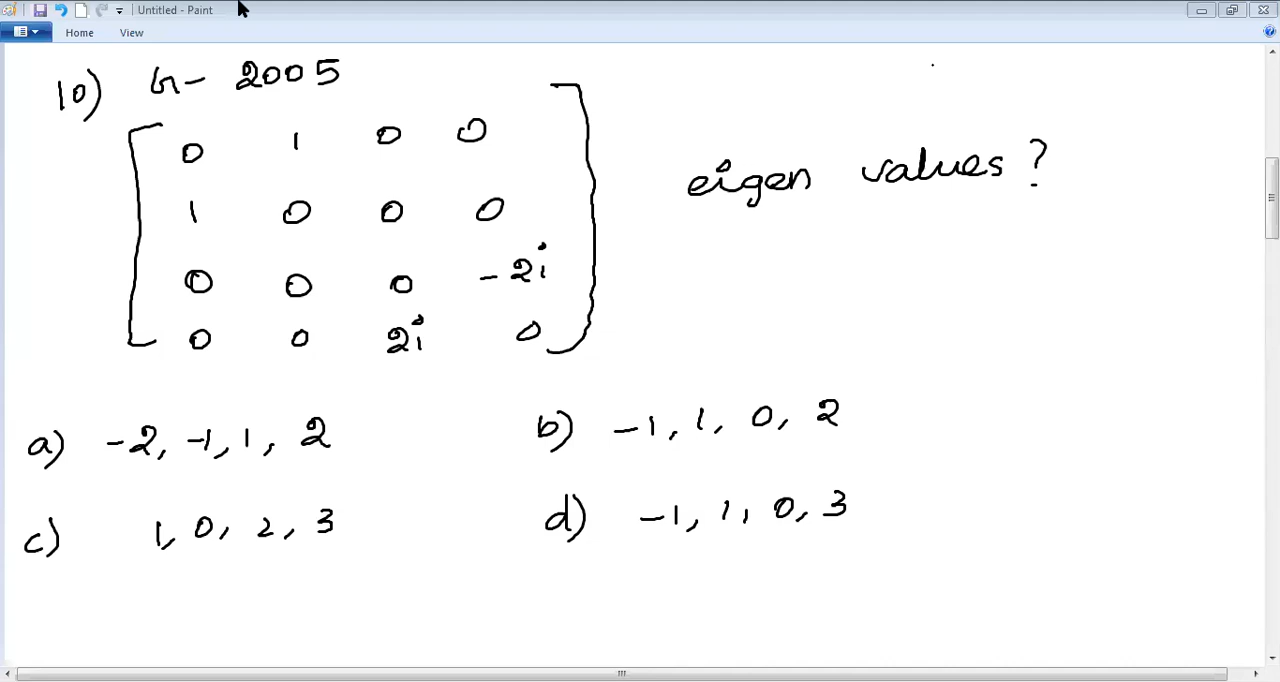 Untitled - Paint
Home View
10) G- 2005
0 1 0 0
1 0 0 0
0 0 0 -2i
0 0 2i 0
eigen values?
a) -2, -1, 1, 2
b) -1, 1, 0, 2
c) 1, 0, 2, 3
d) -1, 1, 0, 3